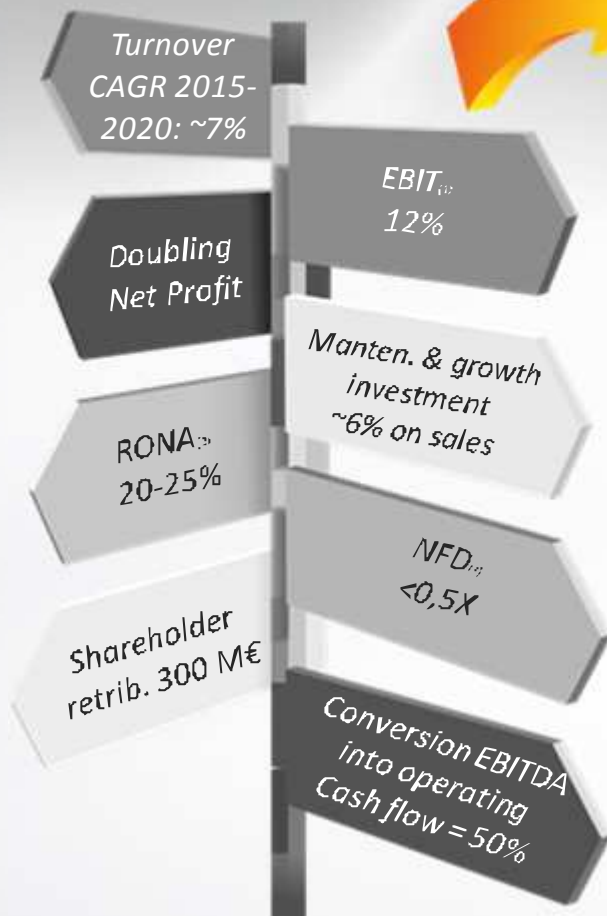 Turnover
CAGR 2015-
2020: ~7%
EBIT
12%
Doubling
Net Profit
Manten. & growth
investment
~6% on sales
RONA
20-25%
NFD
<0,5X
Shareholder
retrib. 300 M€
Conversion EBITDA
into operating
Cash flow = 50%